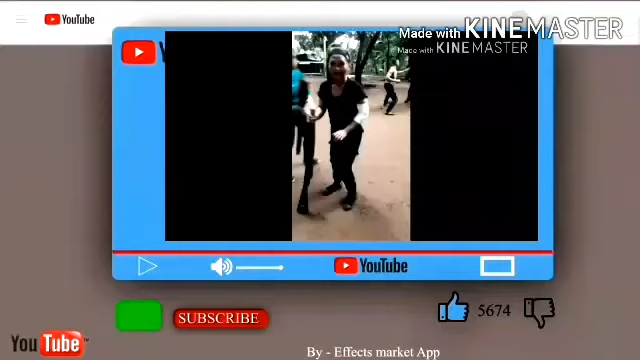 YouTube
Made with KINEMASTER
Made with KINEMASTER
YouTube
SUBSCRIBE
5674
You Tube
By - Effects market App